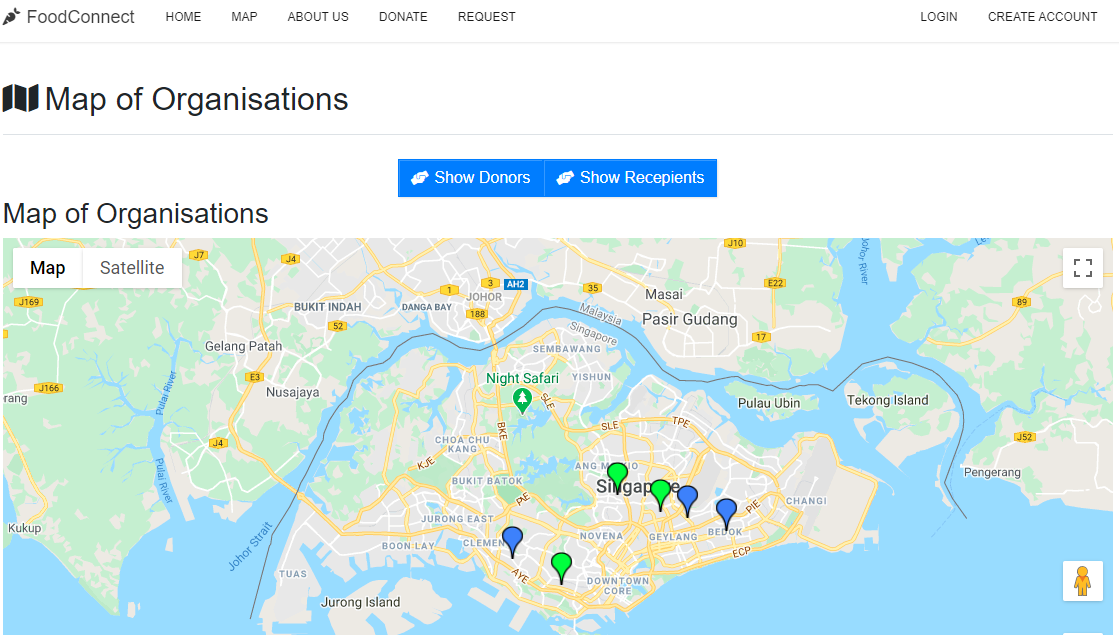 FoodConnect HOME MAP ABOUT US DONATE REQUEST LOGIN CREATE ACCOUNT
Map of Organisations
Show Donors Show Recepients
Map of Organisations
Map Satellite
J7
J10
J4
3
AH2
E22
1
35
JOHOR
Masai
J169
BUKIT INDAH
DANGA BAY
188
Malaysia
Pasir Gudang
89
52
Singapore
17
Gelang Patah
SEMBAWANG
E3
Night Safari
YISHUN
J166
Nusajaya
rang
Pulai River
SLE
Pulau Ubin
Tekong Island
Johor River
BKE
SLE
TPE
J4
CHOA CHU
KANG
J52
KJE
Pulai River
BUKIT BATOK
Singapore
Pengerang
PIE
CHANGI
PIE
Kukup
JURONG EAST
NOVENA
GEYLANG
BEDOK
Johor Strait
BOON LAY
ECP
TUAS
AYE
DOWNTOWN
CORE
Jurong Island